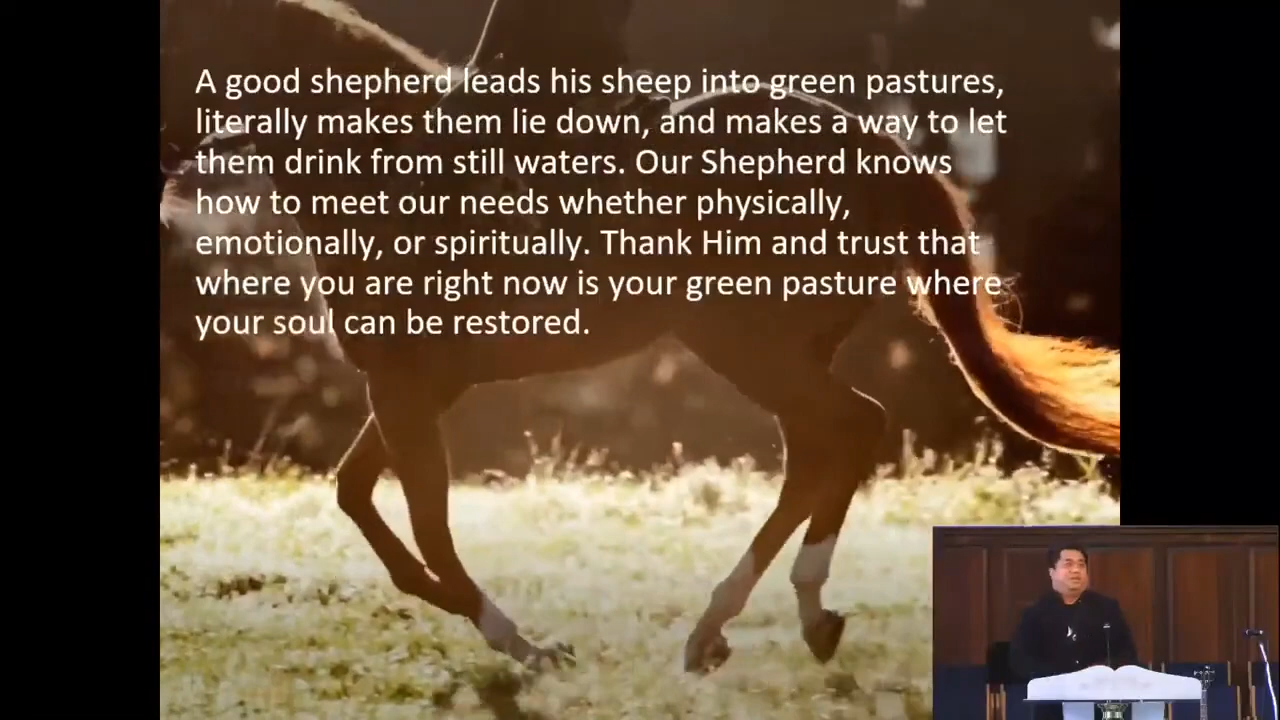 A good shepherd leads his sheep into green pastures,
literally makes them lie down, and makes a way to let
them drink from still waters. Our Shepherd knows
how to meet our needs whether physically,
emotionally, or spiritually. Thank Him and trust that
where you are right now is your green pasture where
your soul can be restored.